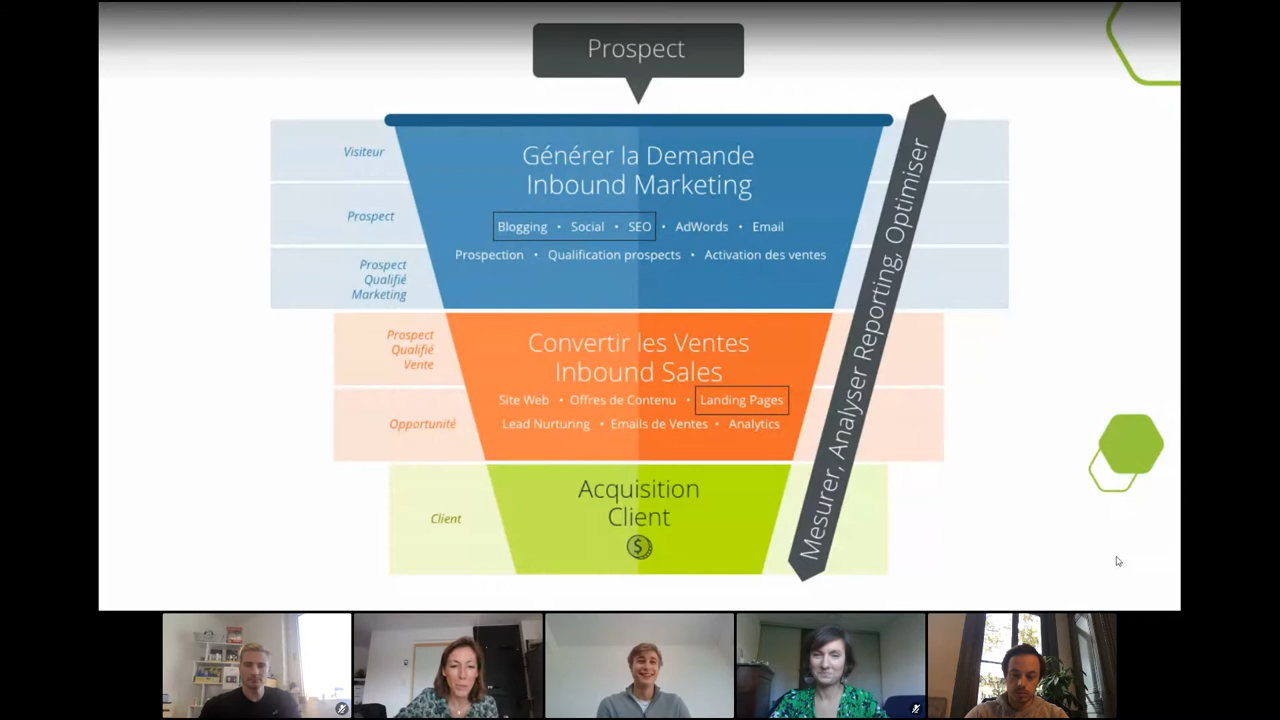 Prospect
Visiteur
Générer la Demande
Inbound Marketing
Prospect
Blogging • Social • SEO • AdWords • Email
Prospection • Qualification prospects • Activation des ventes
Prospect
Qualifié
Marketing
Prospect
Qualifié
Vente
Convertir les Ventes
Inbound Sales
Site Web • Offres de Contenu • Landing Pages
Opportunité
Lead Nurturing • Emails de Ventes • Analytics
Acquisition
Client
Client
$
Mesurer, Analyser Reporting, Optimiser